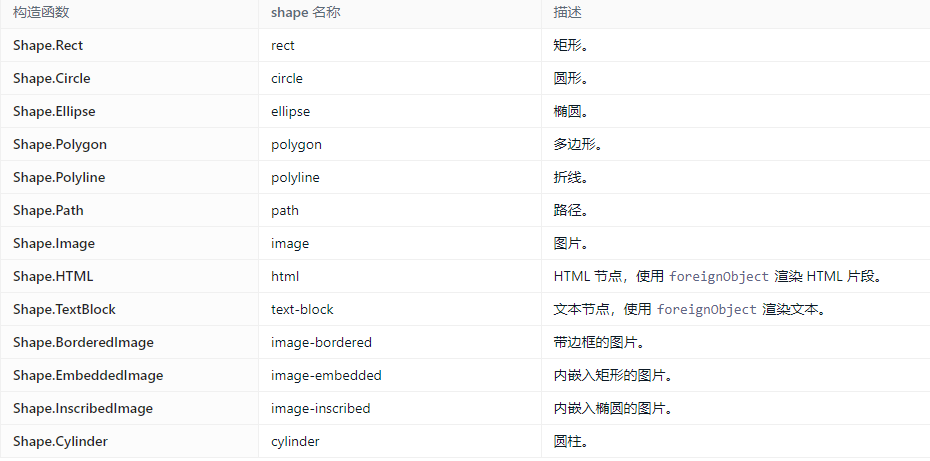 构造函数 shape 名称 描述
Shape.Rect rect 矩形。
Shape.Circle circle 圆形。
Shape.Ellipse ellipse 椭圆。
Shape.Polygon polygon 多边形。
Shape.Polyline polyline 折线。
Shape.Path path 路径。
Shape.Image image 图片。
Shape.HTML html HTML 节点，使用 foreignObject 渲染 HTML 片段。
Shape.TextBlock text-block 文本节点，使用 foreignObject 渲染文本。
Shape.BorderedImage image-bordered 带边框的图片。
Shape.EmbeddedImage image-embedded 内嵌入矩形的图片。
Shape.InscribedImage image-inscribed 内嵌入椭圆的图片。
Shape.Cylinder cylinder 圆柱。